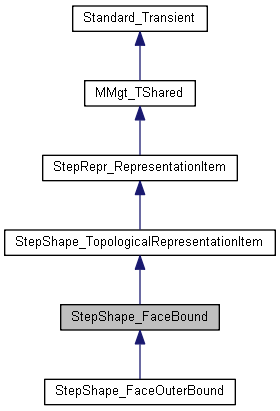 Standard_Transient
MMgt_TShared
StepRepr_RepresentationItem
StepShape_TopologicalRepresentationItem
StepShape_FaceBound
StepShape_FaceOuterBound